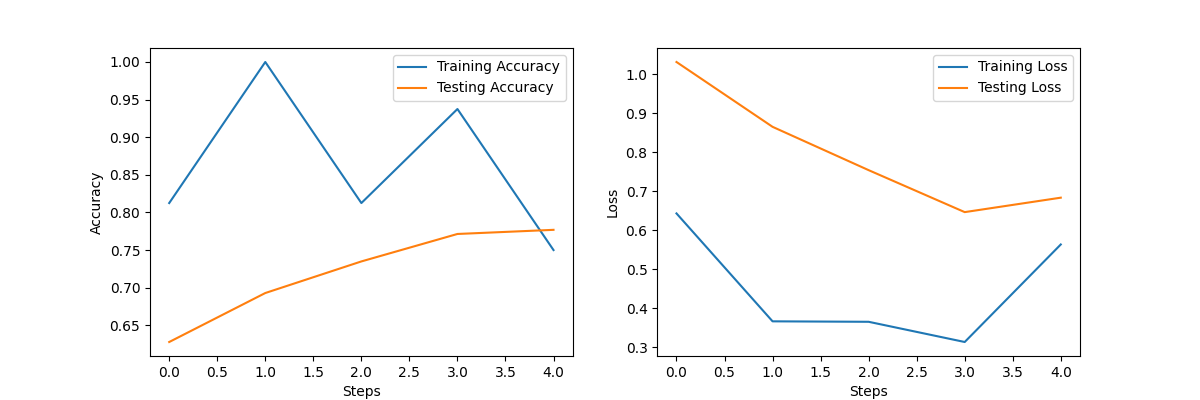 Training Accuracy
Testing Accuracy
1.00
0.95
0.90
0.85
0.80
0.75
0.70
0.65
Accuracy
0.0 0.5 1.0 1.5 2.0 2.5 3.0 3.5 4.0
Steps
Training Loss
Testing Loss
1.0
0.9
0.8
0.7
0.6
0.5
0.4
0.3
Loss
0.0 0.5 1.0 1.5 2.0 2.5 3.0 3.5 4.0
Steps